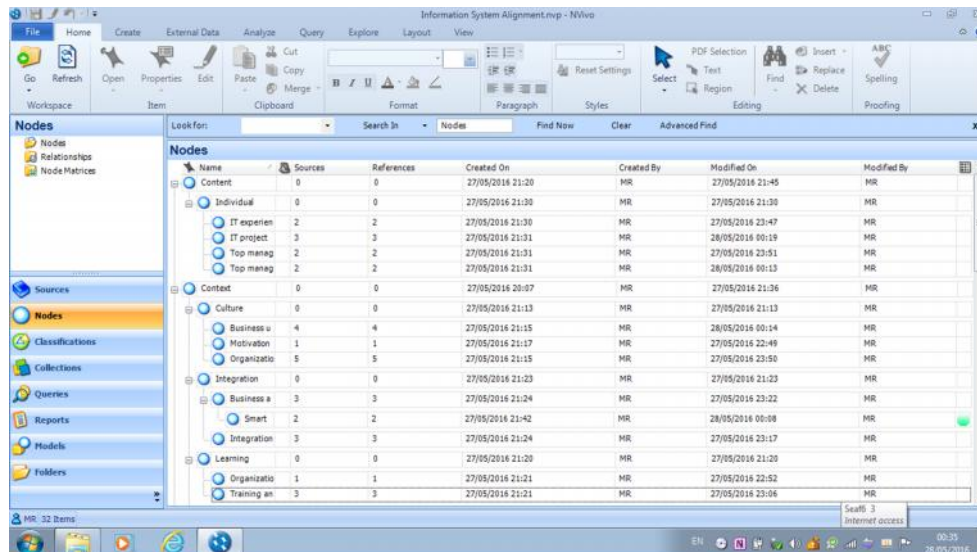 Information System Alignment.nvp - NVivo
File Home Create External Data Analyze Query Explore Layout View
Go Refresh Open Properties Edit Paste Cut Copy Merge
B I U A
Reset Settings
Select PDF Selection Text Region Find Insert Replace Delete
ABC Spelling
Workspace Item Clipboard Format Paragraph Styles Editing Proofing
Nodes
Nodes
Relationships
Node Matrices
Sources
Nodes
Classifications
Collections
Queries
Reports
Models
Folders
Look for: Search In Nodes Find Now Clear Advanced Find x
Nodes
Name Sources References Created On Created By Modified On Modified By
Content 0 0 27/05/2016 21:20 MR 27/05/2016 21:45 MR
Individual 0 0 27/05/2016 21:30 MR 27/05/2016 21:30 MR
IT experien 2 2 27/05/2016 21:30 MR 27/05/2016 23:47 MR
IT project 3 3 27/05/2016 21:31 MR 28/05/2016 00:19 MR
Top manag 2 2 27/05/2016 21:31 MR 27/05/2016 23:51 MR
Top manag 2 2 27/05/2016 21:31 MR 28/05/2016 00:13 MR
Context 0 0 27/05/2016 20:07 MR 27/05/2016 21:36 MR
Culture 0 0 27/05/2016 21:13 MR 27/05/2016 21:13 MR
Business u 4 4 27/05/2016 21:15 MR 28/05/2016 00:14 MR
Motivation 1 1 27/05/2016 21:17 MR 27/05/2016 22:49 MR
Organizatio 5 5 27/05/2016 21:15 MR 27/05/2016 23:50 MR
Integration 0 0 27/05/2016 21:23 MR 27/05/2016 21:23 MR
Business a 3 3 27/05/2016 21:24 MR 27/05/2016 23:22 MR
Smart 2 2 27/05/2016 21:42 MR 28/05/2016 00:08 MR
Integration 3 3 27/05/2016 21:24 MR 27/05/2016 23:17 MR
Learning 0 0 27/05/2016 21:20 MR 27/05/2016 21:20 MR
Organizatio 1 1 27/05/2016 21:21 MR 27/05/2016 22:52 MR
Training an 3 3 27/05/2016 21:21 MR 27/05/2016 23:06 MR
MR 32 Items
Seaf6 3
Internet access
EN
00:35
28/05/2016